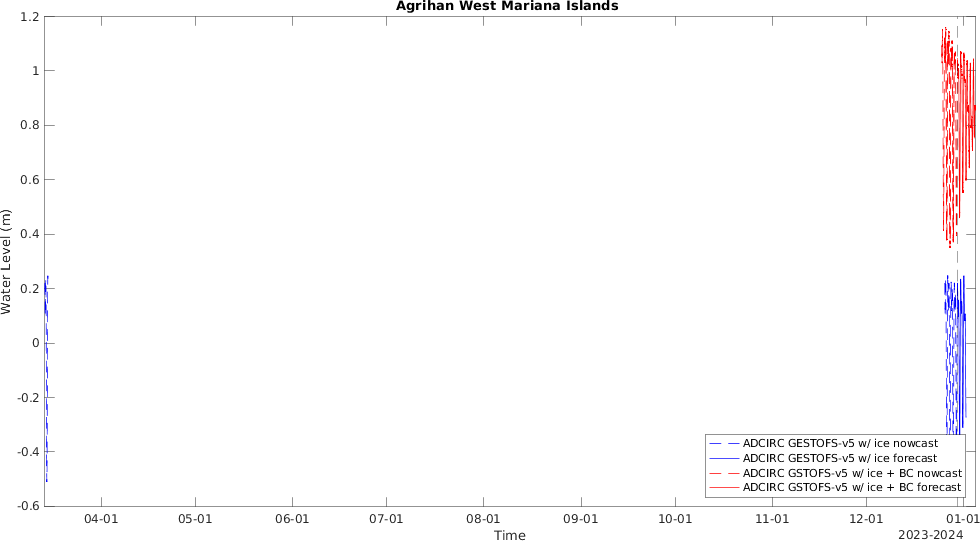 Agrihan West Mariana Islands
1.2
1
0.8
0.6
0.4
0.2
0
-0.2
-0.4
-0.6
Water Level (m)
04-01 05-01 06-01 07-01 08-01 09-01 10-01 11-01 12-01 01-01
Time
2023-2024
ADCIRC GESTOFS-v5 w/ ice nowcast
ADCIRC GESTOFS-v5 w/ ice forecast
ADCIRC GSTOFS-v5 w/ ice + BC nowcast
ADCIRC GSTOFS-v5 w/ ice + BC forecast